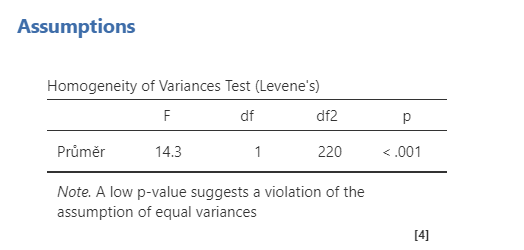 Assumptions
Homogeneity of Variances Test (Levene's)
F df df2 p
Průměr 14.3 1 220 < .001
Note. A low p-value suggests a violation of the
assumption of equal variances
[4]